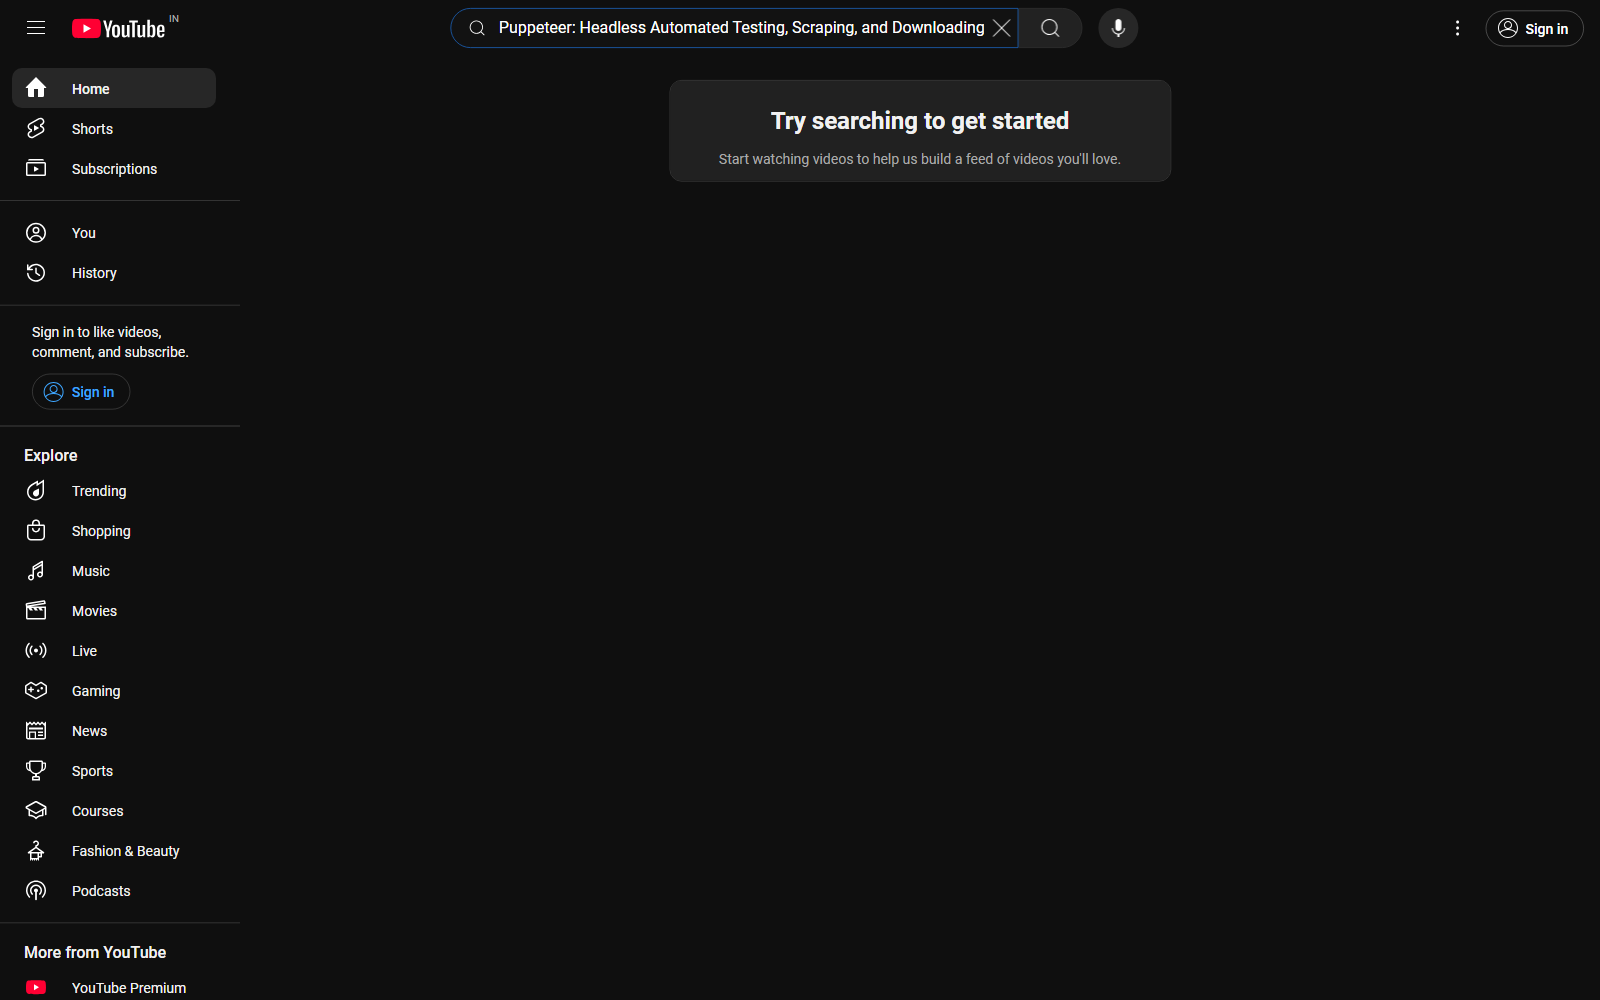 YouTube IN
Puppeteer: Headless Automated Testing, Scraping, and Downloading
Sign in
Home
Shorts
Subscriptions
You
History
Sign in to like videos,
comment, and subscribe.
Sign in
Explore
Trending
Shopping
Music
Movies
Live
Gaming
News
Sports
Courses
Fashion & Beauty
Podcasts
More from YouTube
YouTube Premium
Try searching to get started
Start watching videos to help us build a feed of videos you'll love.